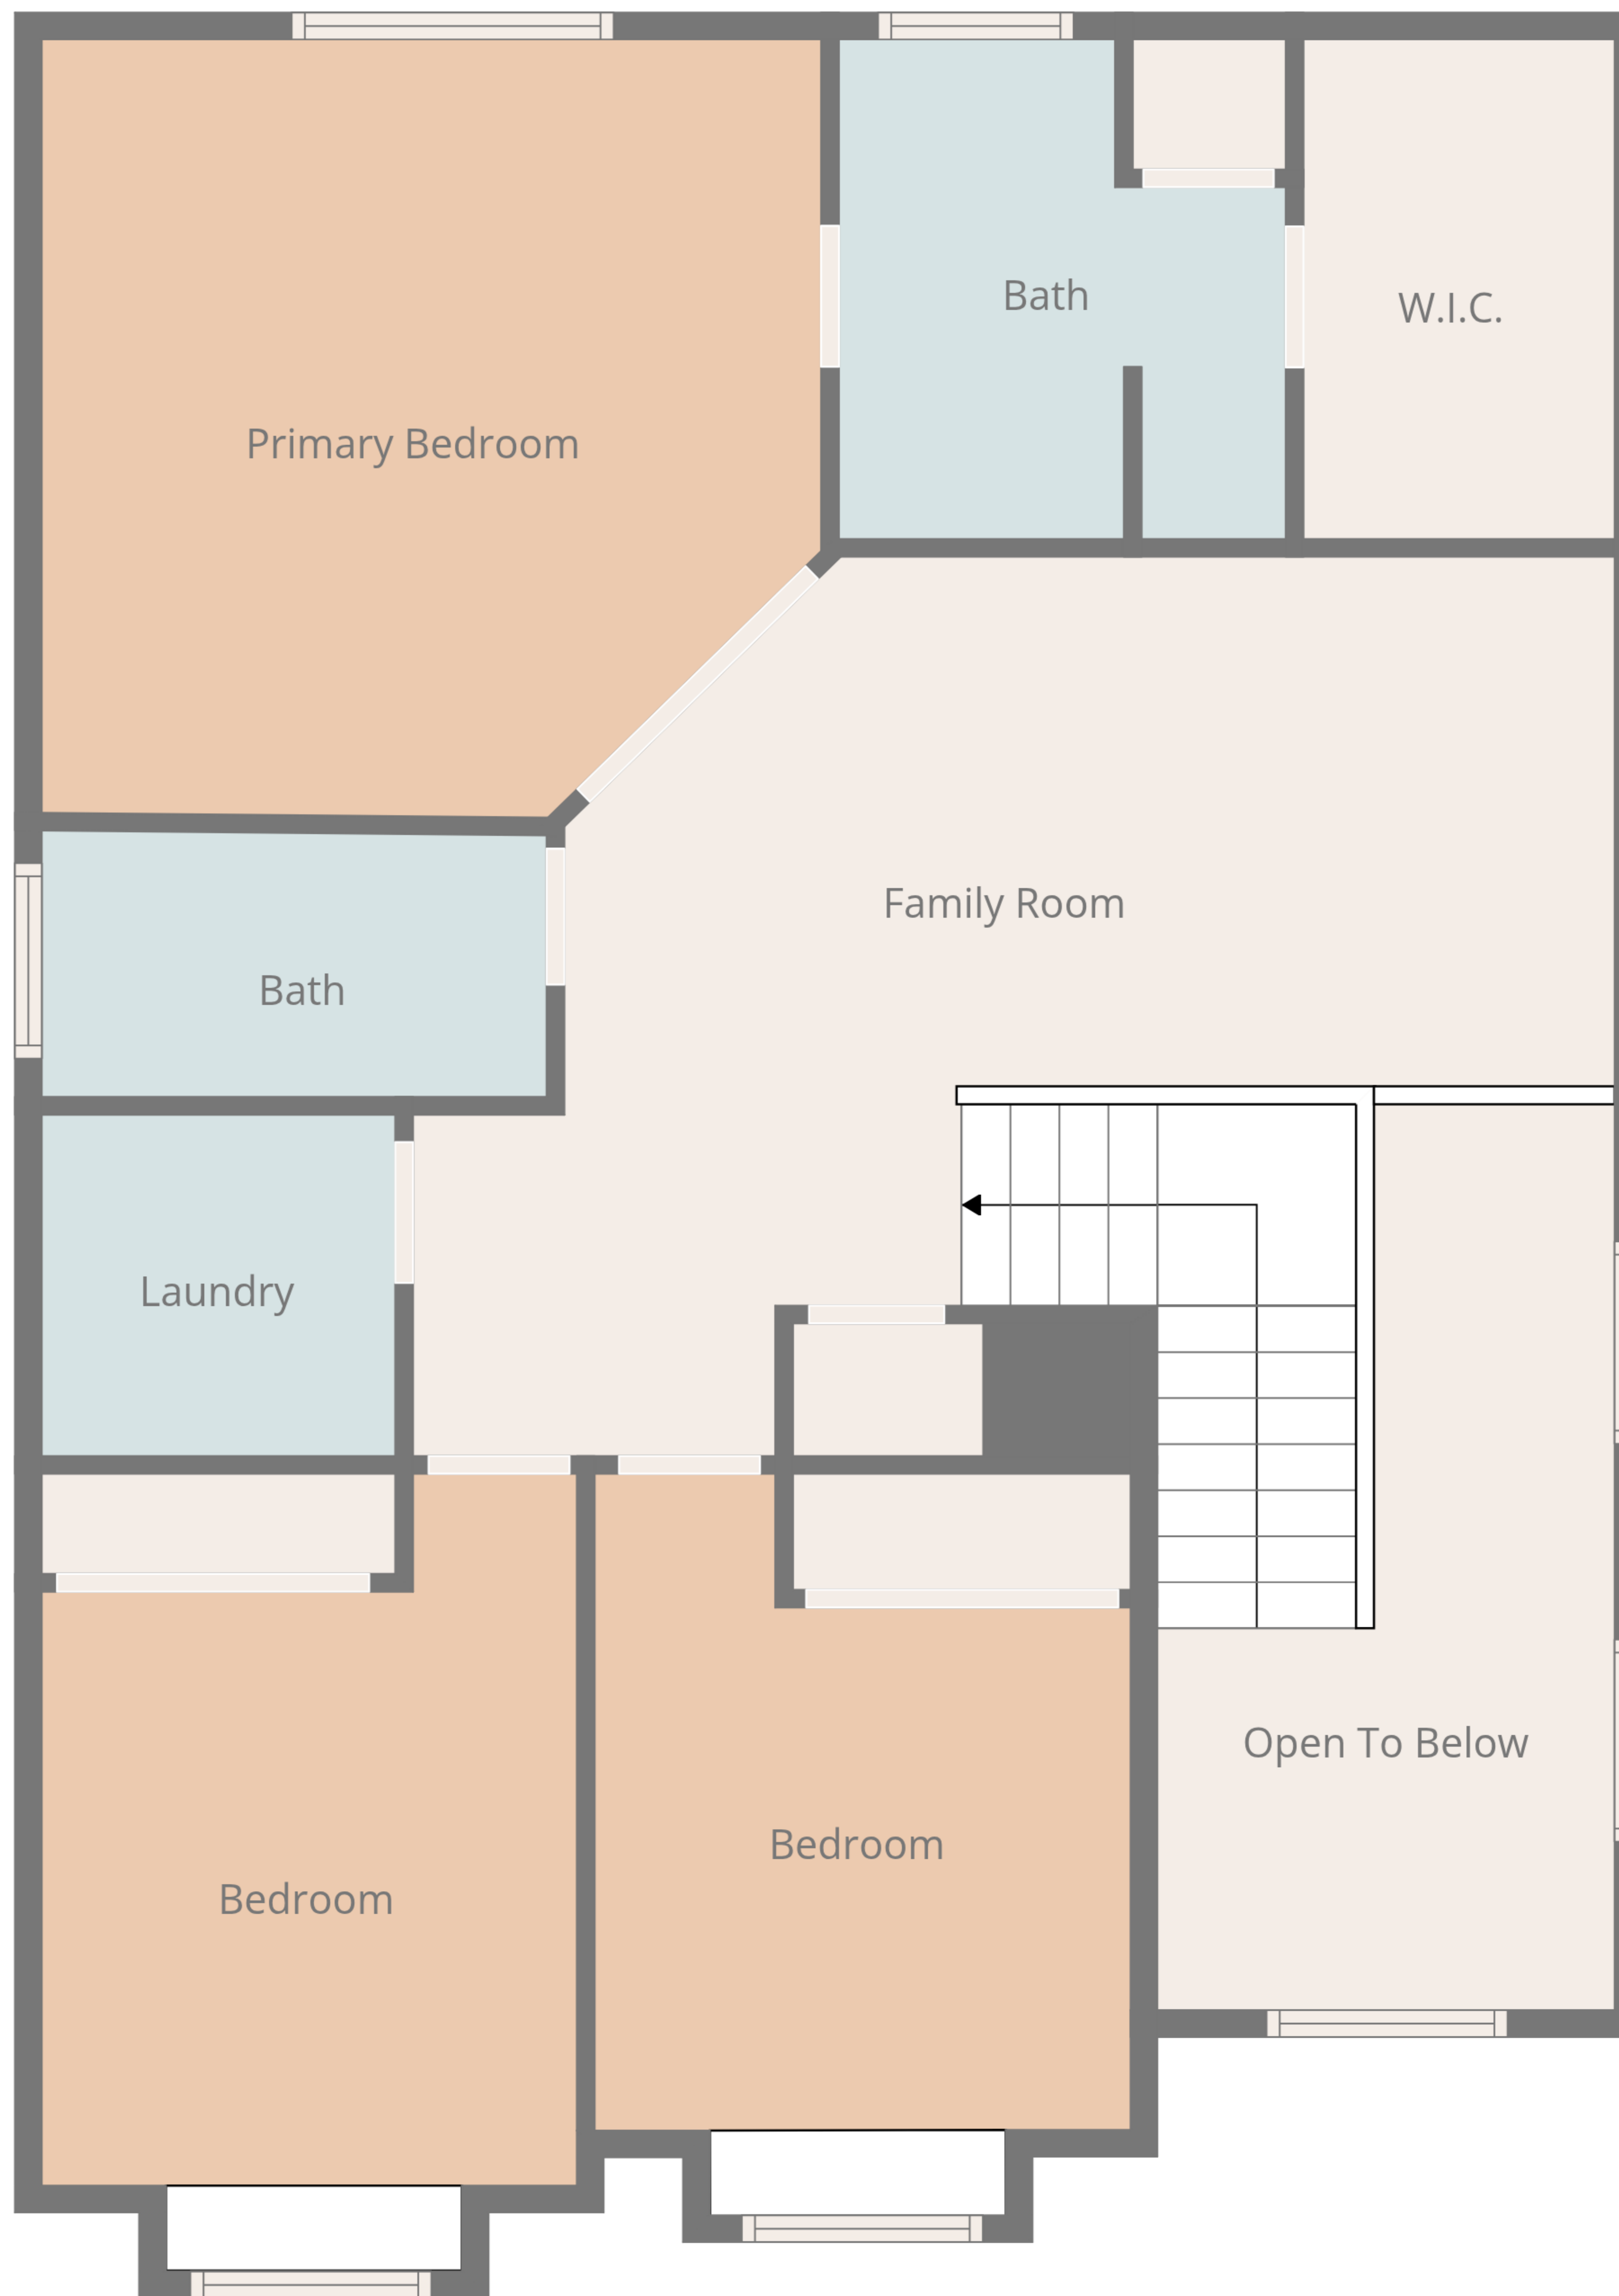 Bath
W.I.C.
Primary Bedroom
Family Room
Bath
Laundry
Open To Below
Bedroom
Bedroom